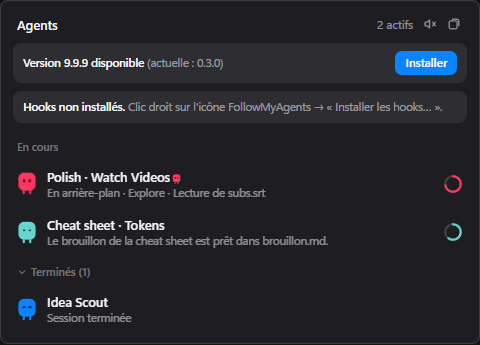 Agents
2 actifs
Version 9.9.9 disponible (actuelle : 0.3.0)
Installer
Hooks non installés. Clic droit sur l'icône FollowMyAgents → « Installer les hooks... ».
En cours
Polish · Watch Videos
En arrière-plan · Explore · Lecture de subs.srt
Cheat sheet · Tokens
Le brouillon de la cheat sheet est prêt dans brouillon.md.
Terminés (1)
Idea Scout
Session terminée